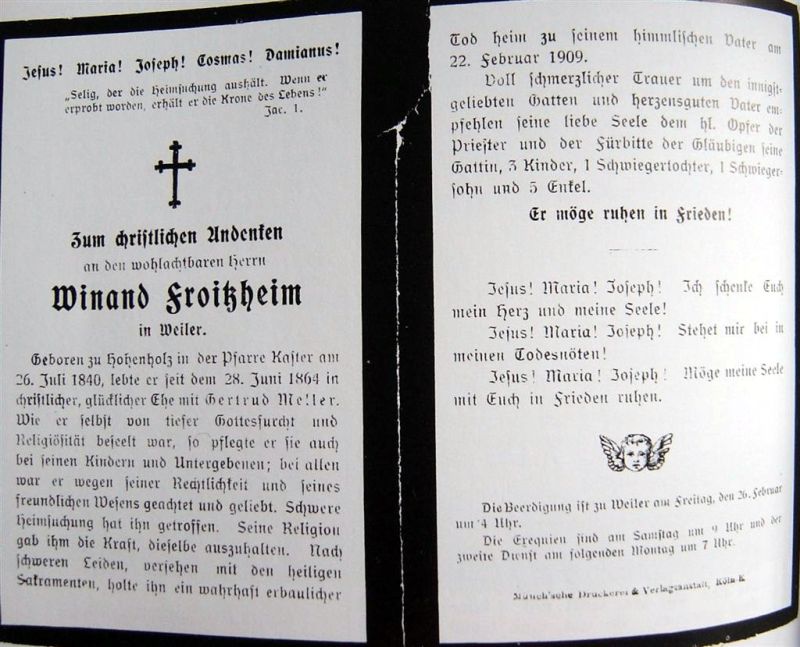 Jesus! Maria! Joseph! Cosmas! Damianus!
„Selig, der die Heimsuchung aushält. Wenn er
erprobt worden, erhält er die Krone des Lebens!“
Jac. 1.
Zum christlichen Andenken
an den wohlachtbaren Herrn
Winand Froitzheim
in Weiler.
Geboren zu Hohenholz in der Pfarre Kaster am
26. Juli 1840, lebte er seit dem 28. Juni 1864 in
christlicher, glücklicher Ehe mit Gertrud Meller.
Wie er selbst von tiefer Gottesfurcht und
Religiösität beseelt war, so pflegte er sie auch
bei seinen Kindern und Untergebenen; bei allen
war er wegen seiner Rechtlichkeit und seines
freundlichen Wesens geachtet und geliebt. Schwere
Heimsuchung hat ihn getroffen. Seine Religion
gab ihm die Kraft, dieselbe auszuhalten. Nach
schweren Leiden, versehen mit den heiligen
Sakramenten, holte ihn ein wahrhaft erbaulicher
Tod heim zu seinem himmlischen Vater am
22. Februar 1909.
Voll schmerzlicher Trauer um den innigst-
geliebten Gatten und herzensguten Vater em-
pfehlen seine liebe Seele dem hl. Opfer der
Priester und der Fürbitte der Gläubigen seine
Gattin, 3 Kinder, 1 Schwiegertochter, 1 Schwieger-
sohn und 5 Enkel.
Er möge ruhen in Frieden!
Jesus! Maria! Joseph! Ich schenke Euch
mein Herz und meine Seele!
Jesus! Maria! Joseph! Stehet mir bei in
meinen Todesnöten!
Jesus! Maria! Joseph! Möge meine Seele
mit Euch in Frieden ruhen.
Die Beerdigung ist zu Weiler am Freitag, den 26. Februar
um 4 Uhr.
Die Exequien sind am Samstag um 9 Uhr und der
zweite Dienst am folgenden Montag um 7 Uhr.
Druckerei & Verlagsanstalt, Köln-K